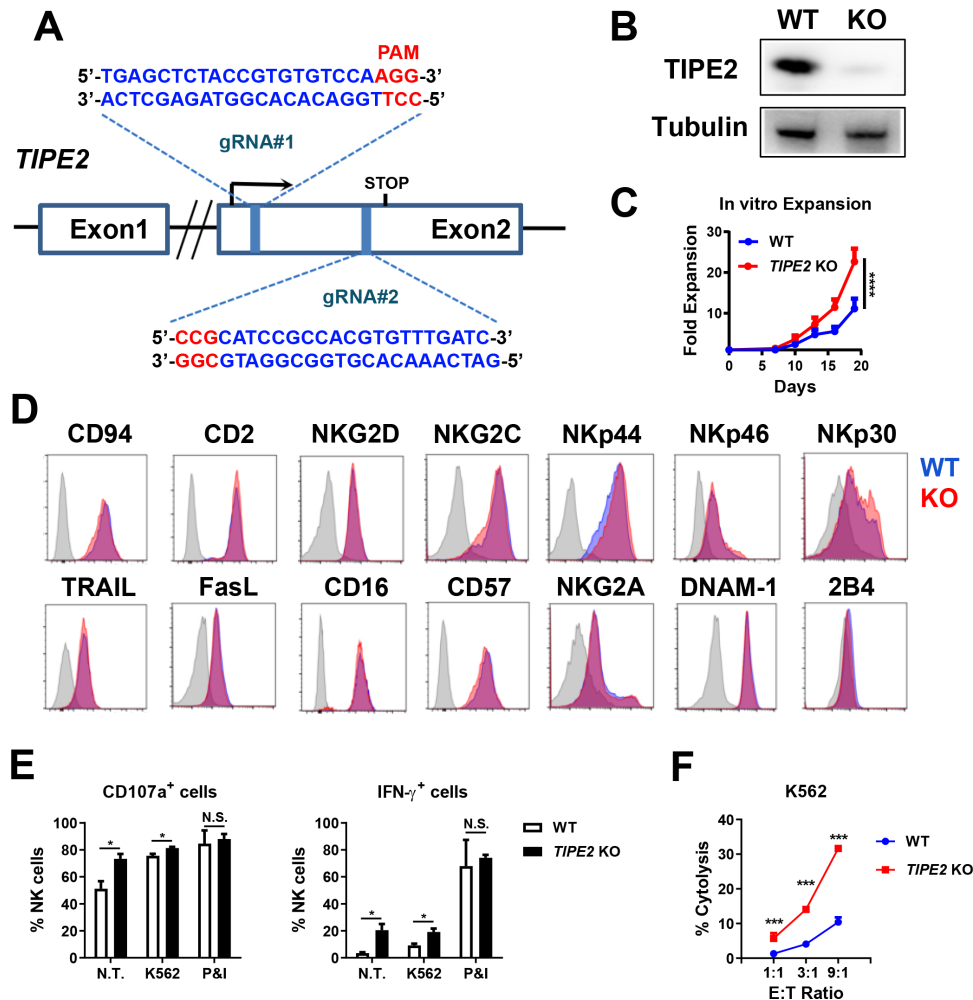 A
PAM
5’-TGAGCTCTACCGTGTGTCCAAGG-3’
3’-ACTCGAGATGGCACACAGGTTCC-5’
gRNA#1
TIPE2
STOP
Exon1
Exon2
gRNA#2
5’-CCGCATCCGCCACGTGTTTGATC-3’
3’-GGCGTAGGCGGTGCACAAACTAG-5’
B
WT KO
TIPE2
Tubulin
C
In vitro Expansion
WT
TIPE2 KO
****
Fold Expansion
30
20
10
0 5 10 15 20
Days
D
CD94 CD2 NKG2D NKG2C NKp44 NKp46 NKp30
WT
KO
TRAIL FasL CD16 CD57 NKG2A DNAM-1 2B4
E
CD107a+ cells
% NK cells
100
80
60
40
20
0
* * N.S.
N.T. K562 P&I
IFN-γ+ cells
% NK cells
100
80
60
40
20
0
* * N.S.
N.T. K562 P&I
WT
TIPE2 KO
F
K562
% Cytolysis
40
30
20
10
0
*** *** ***
1:1 3:1 9:1
E:T Ratio
WT
TIPE2 KO